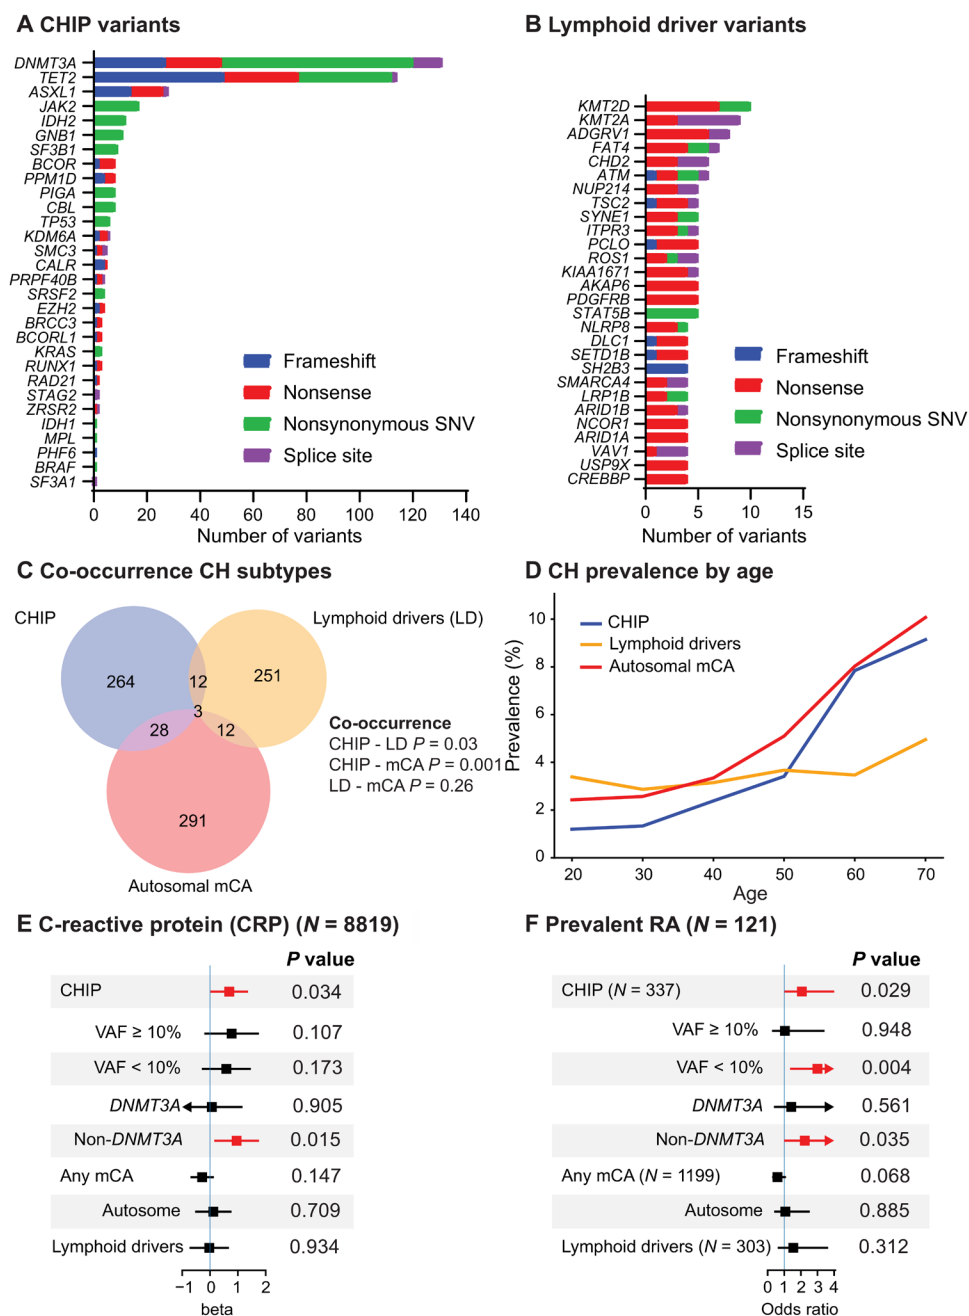 A CHIP variants
DNMT3A
TET2
ASXL1
JAK2
IDH2
GNB1
SF3B1
BCOR
PPM1D
PIGA
CBL
TP53
KDM6A
SMC3
CALR
PRPF40B
SRSF2
EZH2
BRCC3
BCORL1
KRAS
RUNX1
RAD21
STAG2
ZRSR2
IDH1
MPL
PHF6
BRAF
SF3A1
Frameshift
Nonsense
Nonsynonymous SNV
Splice site
0 20 40 60 80 100 120 140
Number of variants
B Lymphoid driver variants
KMT2D
KMT2A
ADGRV1
FAT4
CHD2
ATM
NUP214
TSC2
SYNE1
ITPR3
PCLO
ROS1
KIAA1671
AKAP6
PDGFRB
STAT5B
NLRP8
DLC1
SETD1B
SH2B3
SMARCA4
LRP1B
ARID1B
NCOR1
ARID1A
VAV1
USP9X
CREBBP
Frameshift
Nonsense
Nonsynonymous SNV
Splice site
0 5 10 15
Number of variants
C Co-occurrence CH subtypes
CHIP
Lymphoid drivers (LD)
264
12
251
3
28
12
291
Autosomal mCA
Co-occurrence
CHIP - LD P = 0.03
CHIP - mCA P = 0.001
LD - mCA P = 0.26
D CH prevalence by age
CHIP
Lymphoid drivers
Autosomal mCA
Prevalence (%)
10
8
6
4
2
0
20 30 40 50 60 70
Age
E C-reactive protein (CRP) (N = 8819)
P value
CHIP 0.034
VAF ≥ 10% 0.107
VAF < 10% 0.173
DNMT3A 0.905
Non-DNMT3A 0.015
Any mCA 0.147
Autosome 0.709
Lymphoid drivers 0.934
−1 0 1 2
beta
F Prevalent RA (N = 121)
P value
CHIP (N = 337) 0.029
VAF ≥ 10% 0.948
VAF < 10% 0.004
DNMT3A 0.561
Non-DNMT3A 0.035
Any mCA (N = 1199) 0.068
Autosome 0.885
Lymphoid drivers (N = 303) 0.312
0 1 2 3 4
Odds ratio